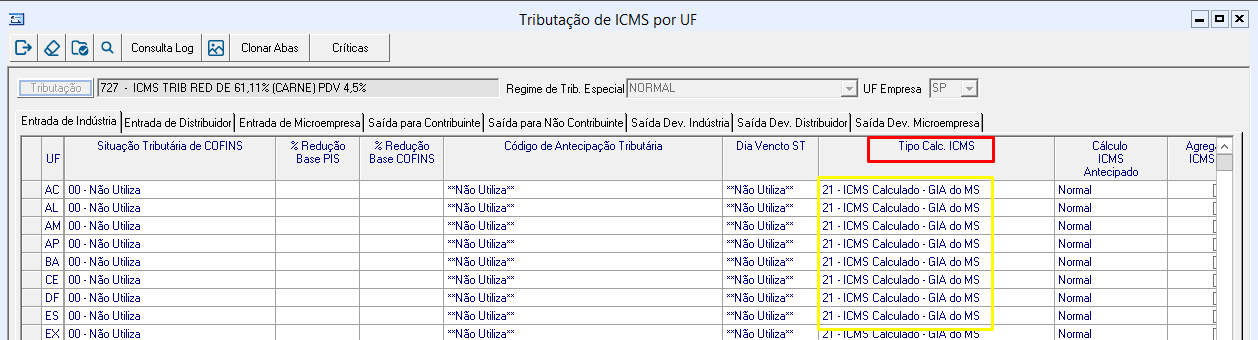 Tributação de ICMS por UF
Consulta Log Clonar Abas Críticas
Tributação 727 - ICMS TRIB RED DE 61,11% (CARNE) PDV 4,5% Regime de Trib. Especial NORMAL UF Empresa SP
Entrada de Indústria Entrada de Distribuidor Entrada de Microempresa Saída para Contribuinte Saída para Não Contribuinte Saída Dev. Indústria Saída Dev. Distribuidor Saída Dev. Microempresa
UF Situação Tributária de COFINS % Redução Base PIS % Redução Base COFINS Código de Antecipação Tributária Dia Vencto ST Tipo Calc. ICMS Cálculo ICMS Antecipado Agrega ICMS
AC 00 - Não Utiliza **Não Utiliza** **Não Utiliza** 21 - ICMS Calculado - GIA do MS Normal
AL 00 - Não Utiliza **Não Utiliza** **Não Utiliza** 21 - ICMS Calculado - GIA do MS Normal
AM 00 - Não Utiliza **Não Utiliza** **Não Utiliza** 21 - ICMS Calculado - GIA do MS Normal
AP 00 - Não Utiliza **Não Utiliza** **Não Utiliza** 21 - ICMS Calculado - GIA do MS Normal
BA 00 - Não Utiliza **Não Utiliza** **Não Utiliza** 21 - ICMS Calculado - GIA do MS Normal
CE 00 - Não Utiliza **Não Utiliza** **Não Utiliza** 21 - ICMS Calculado - GIA do MS Normal
DF 00 - Não Utiliza **Não Utiliza** **Não Utiliza** 21 - ICMS Calculado - GIA do MS Normal
ES 00 - Não Utiliza **Não Utiliza** **Não Utiliza** 21 - ICMS Calculado - GIA do MS Normal
EX 00 - Não Utiliza **Não Utiliza** **Não Utiliza** 21 - ICMS Calculado - GIA do MS Normal